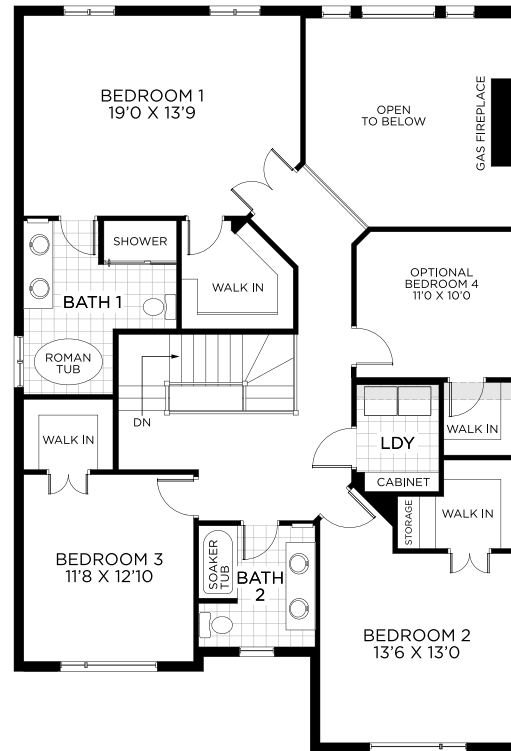 BEDROOM 1
19'0 X 13'9
OPEN
TO BELOW
GAS FIREPLACE
SHOWER
WALK IN
BATH 1
OPTIONAL
BEDROOM 4
11'0 X 10'0
ROMAN
TUB
DN
WALK IN
WALK IN
LDY
CABINET
STORAGE
WALK IN
BEDROOM 3
11'8 X 12'10
SOAKER
TUB
BATH
2
BEDROOM 2
13'6 X 13'0